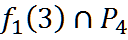 f₁(3) ∩ P₄